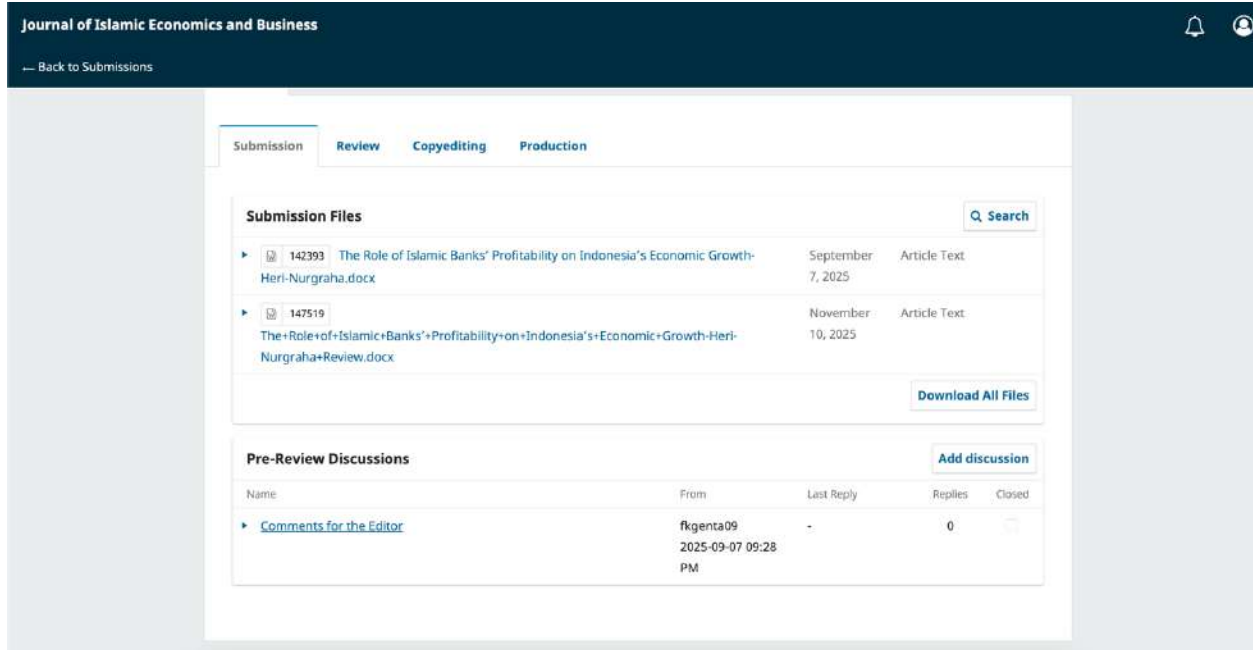 Journal of Islamic Economics and Business
← Back to Submissions
Submission Review Copyediting Production
Submission Files
Search
142393 The Role of Islamic Banks' Profitability on Indonesia's Economic Growth- September Article Text
Heri-Nurgraha.docx 7, 2025
147519 November Article Text
The+Role+of+Islamic+Banks'+Profitability+on+Indonesia's+Economic+Growth-Heri- 10, 2025
Nurgraha+Review.docx
Download All Files
Pre-Review Discussions
Add discussion
Name From Last Reply Replies Closed
Comments for the Editor fkgenta09 - 0
2025-09-07 09:28
PM